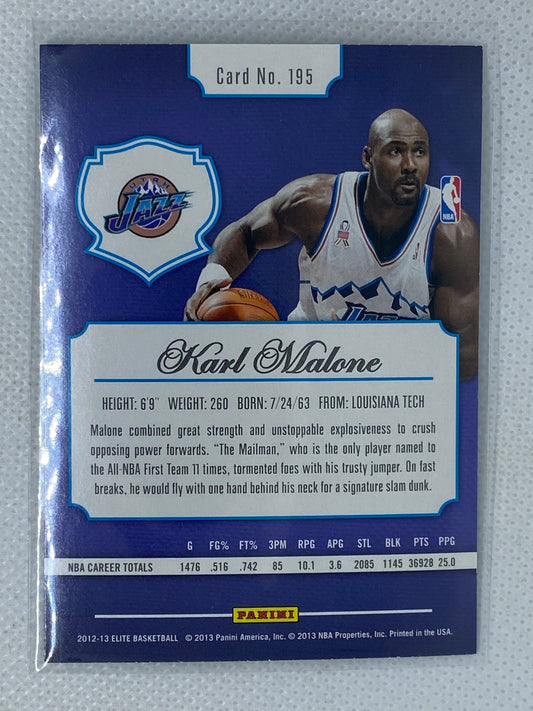 Card No. 195
UTAH
JAZZ
NBA
JAZZ
Karl Malone
HEIGHT: 6'9" WEIGHT: 260 BORN: 7/24/63 FROM: LOUISIANA TECH
Malone combined great strength and unstoppable explosiveness to crush
opposing power forwards. "The Mailman," who is the only player named to
the All-NBA First Team 11 times, tormented foes with his trusty jumper. On fast
breaks, he would fly with one hand behind his neck for a signature slam dunk.
G FG% FT% 3PM RPG APG STL BLK PTS PPG
NBA CAREER TOTALS 1476 .516 .742 85 10.1 3.6 2085 1145 36928 25.0
PANINI
2012-13 ELITE BASKETBALL © 2013 Panini America, Inc. © 2013 NBA Properties, Inc. Printed in the USA.